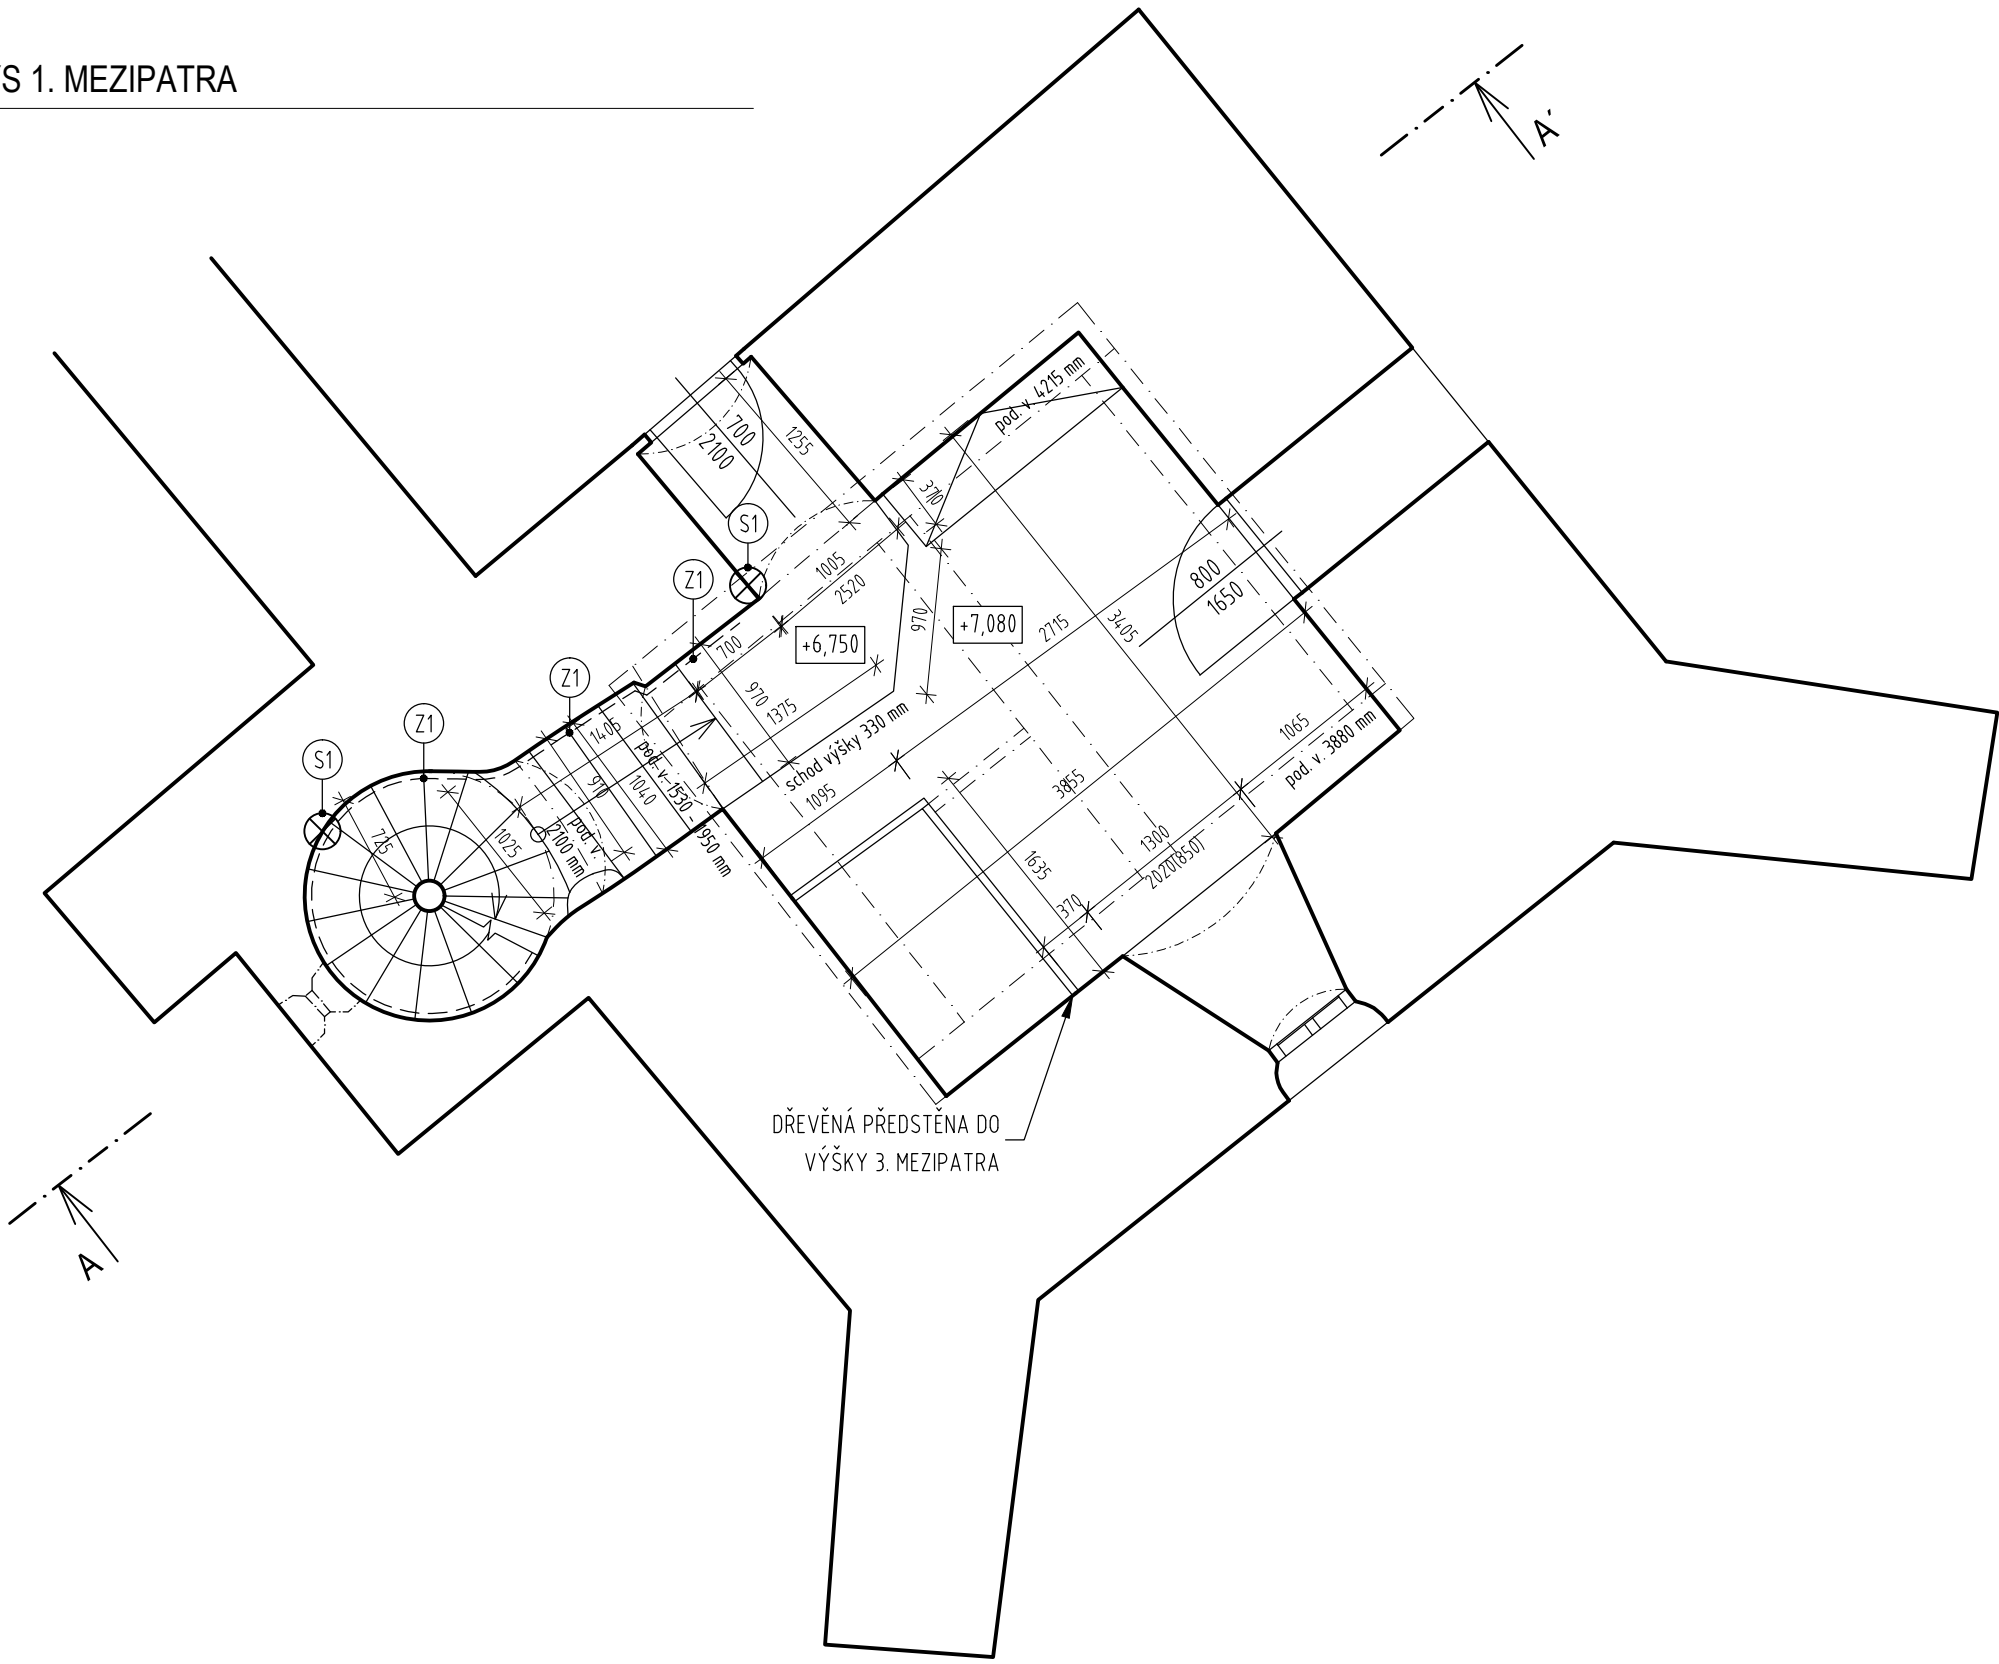 S 1. MEZIPATRA
A'
pod. v. 4215 mm
700
2100
1255
370
S1
1005
2520
800
1650
Z1
970
+7,080
2715
3405
+6,750
700
Z1
970
1375
1405
Z1
schod výšky 330 mm
1065
pod. v. 3880 mm
S1
pod. v. 1530 - 1950 mm
910
1040
1095
3855
725
1025
pod. v.
2100 mm
1635
1300
2020(850)
370
DŘEVĚNÁ PŘEDSTĚNA DO
VÝŠKY 3. MEZIPATRA
A